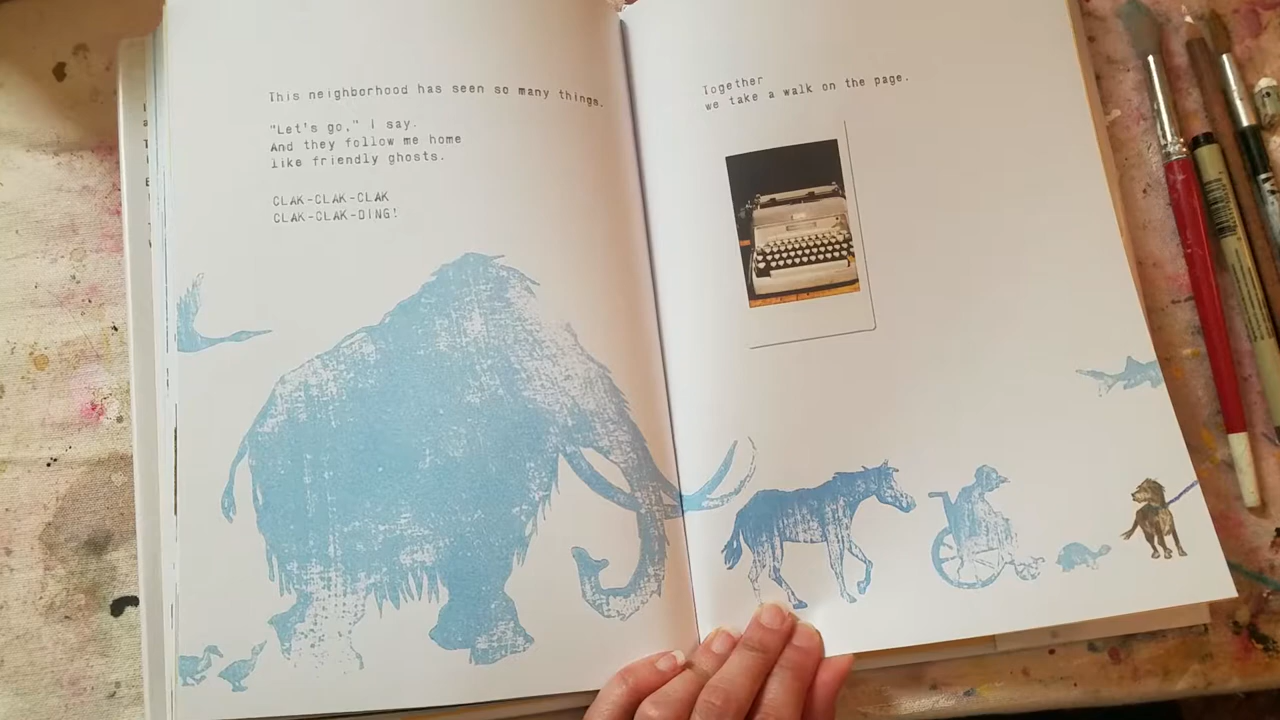 This neighborhood has seen so many things.
"Let's go," I say.
And they follow me home
like friendly ghosts.
CLAK-CLAK-CLAK
CLAK-CLAK-DING!
Together
we take a walk on the page.